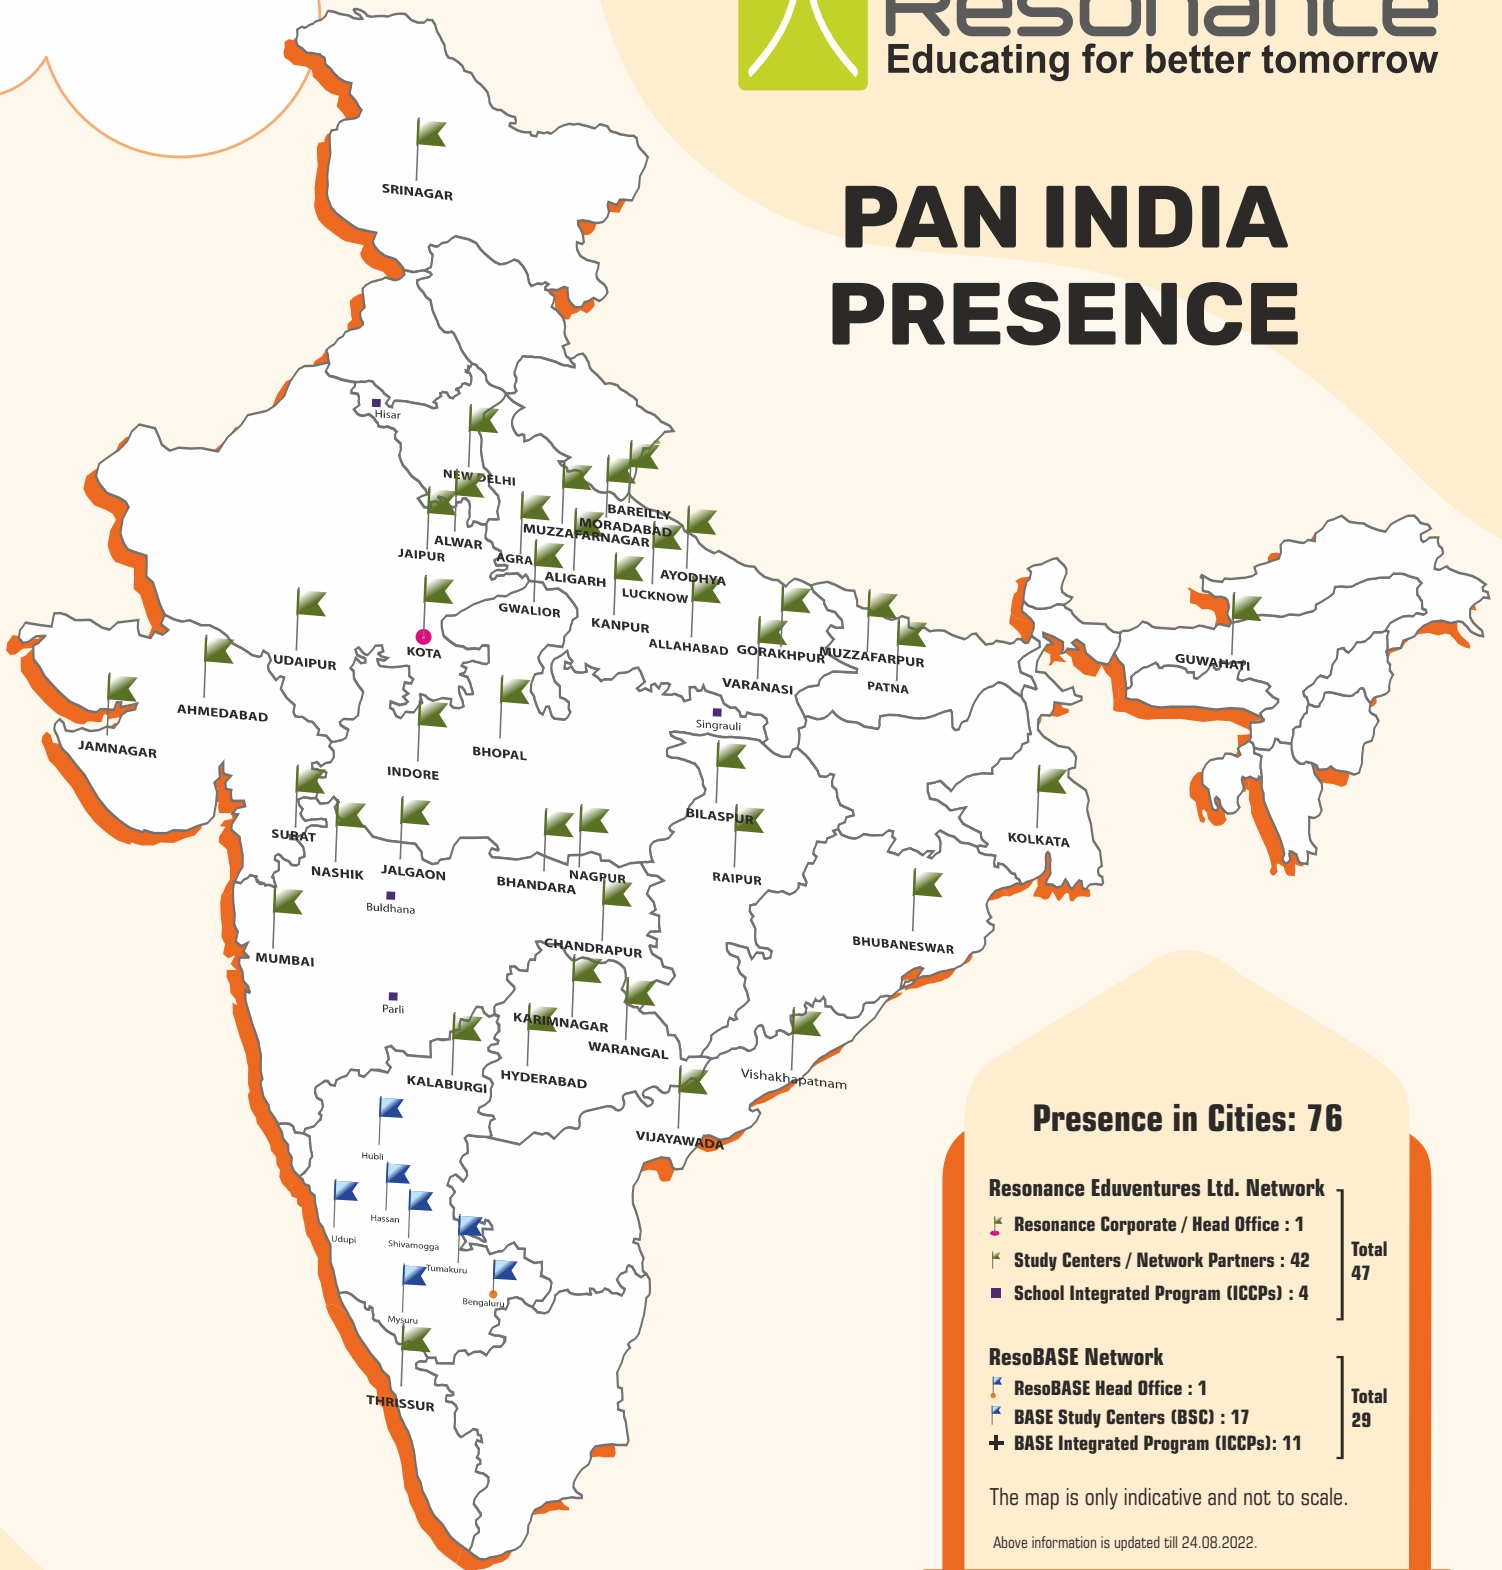 Resonance
Educating for better tomorrow
PAN INDIA
PRESENCE
SRINAGAR
Hisar
NEW DELHI
BAREILLY
MORADABAD
MUZZAFARNAGAR
ALWAR
JAIPUR
AGRA
ALIGARH
AYODHYA
LUCKNOW
GWALIOR
KANPUR
ALLAHABAD
GORAKHPUR
MUZZAFARPUR
KOTA
UDAIPUR
VARANASI
PATNA
GUWAHATI
AHMEDABAD
Singrauli
JAMNAGAR
BHOPAL
INDORE
BILASPUR
SURAT
KOLKATA
NASHIK
JALGAON
BHANDARA
NAGPUR
RAIPUR
Buldhana
MUMBAI
CHANDRAPUR
BHUBANESWAR
Parli
KARIMNAGAR
WARANGAL
KALABURGI
HYDERABAD
Vishakhapatnam
VIJAYAWADA
Hubli
Hassan
Udupi
Shivamogga
Tumakuru
Bengaluru
Mysuru
THRISSUR
Presence in Cities: 76
Resonance Eduventures Ltd. Network
Resonance Corporate / Head Office : 1
Study Centers / Network Partners : 42
School Integrated Program (ICCPs) : 4
Total
47
ResoBASE Network
ResoBASE Head Office : 1
BASE Study Centers (BSC) : 17
BASE Integrated Program (ICCPs): 11
Total
29
The map is only indicative and not to scale.
Above information is updated till 24.08.2022.